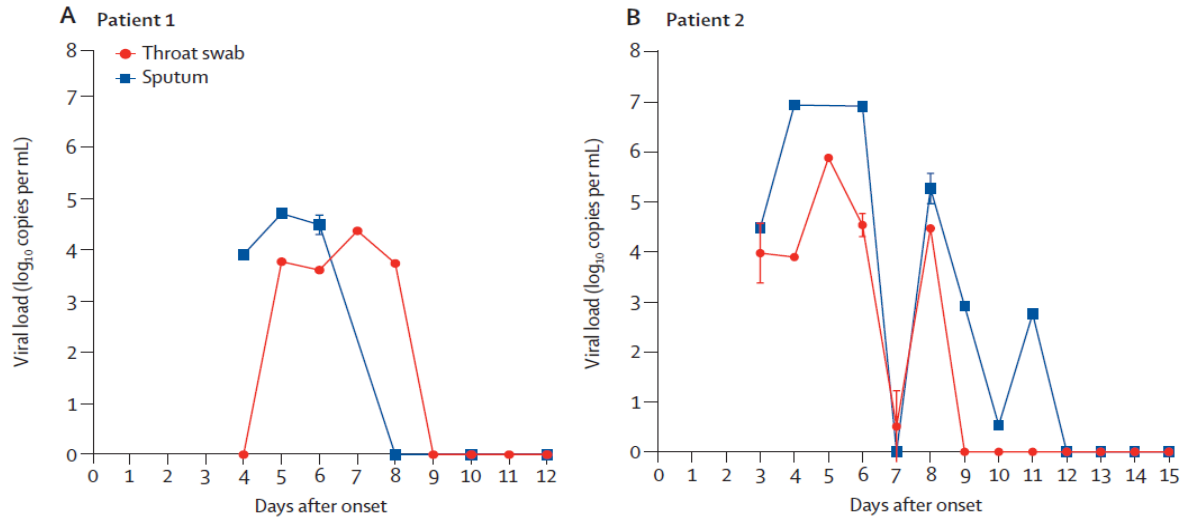 A Patient 1
Throat swab
Sputum
Viral load (log₁₀ copies per mL)
8
7
6
5
4
3
2
1
0
0 1 2 3 4 5 6 7 8 9 10 11 12
Days after onset
B Patient 2
Viral load (log₁₀ copies per mL)
8
7
6
5
4
3
2
1
0
0 1 2 3 4 5 6 7 8 9 10 11 12 13 14 15
Days after onset